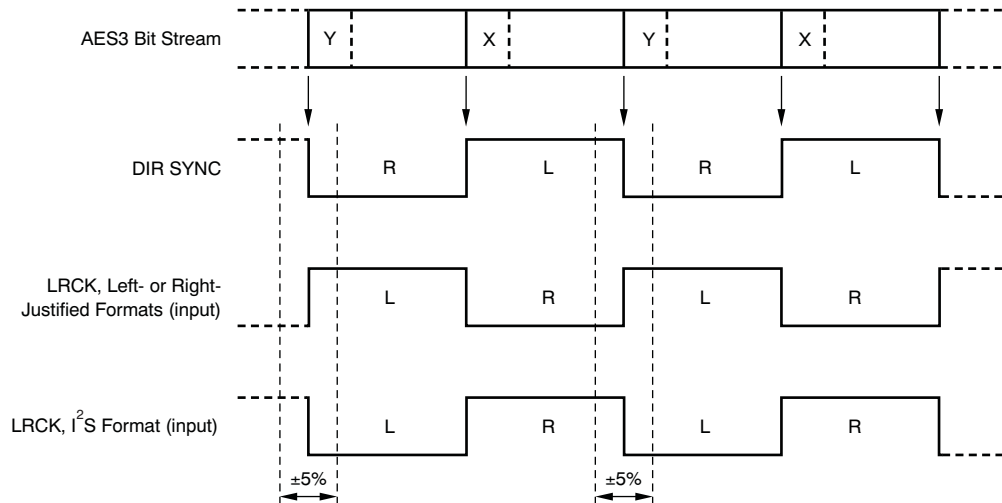 AES3 Bit Stream
Y X Y X
DIR SYNC
R L R L
LRCK, Left- or Right-
Justified Formats (input)
L R L R
LRCK, I²S Format (input)
L R L R
±5% ±5%